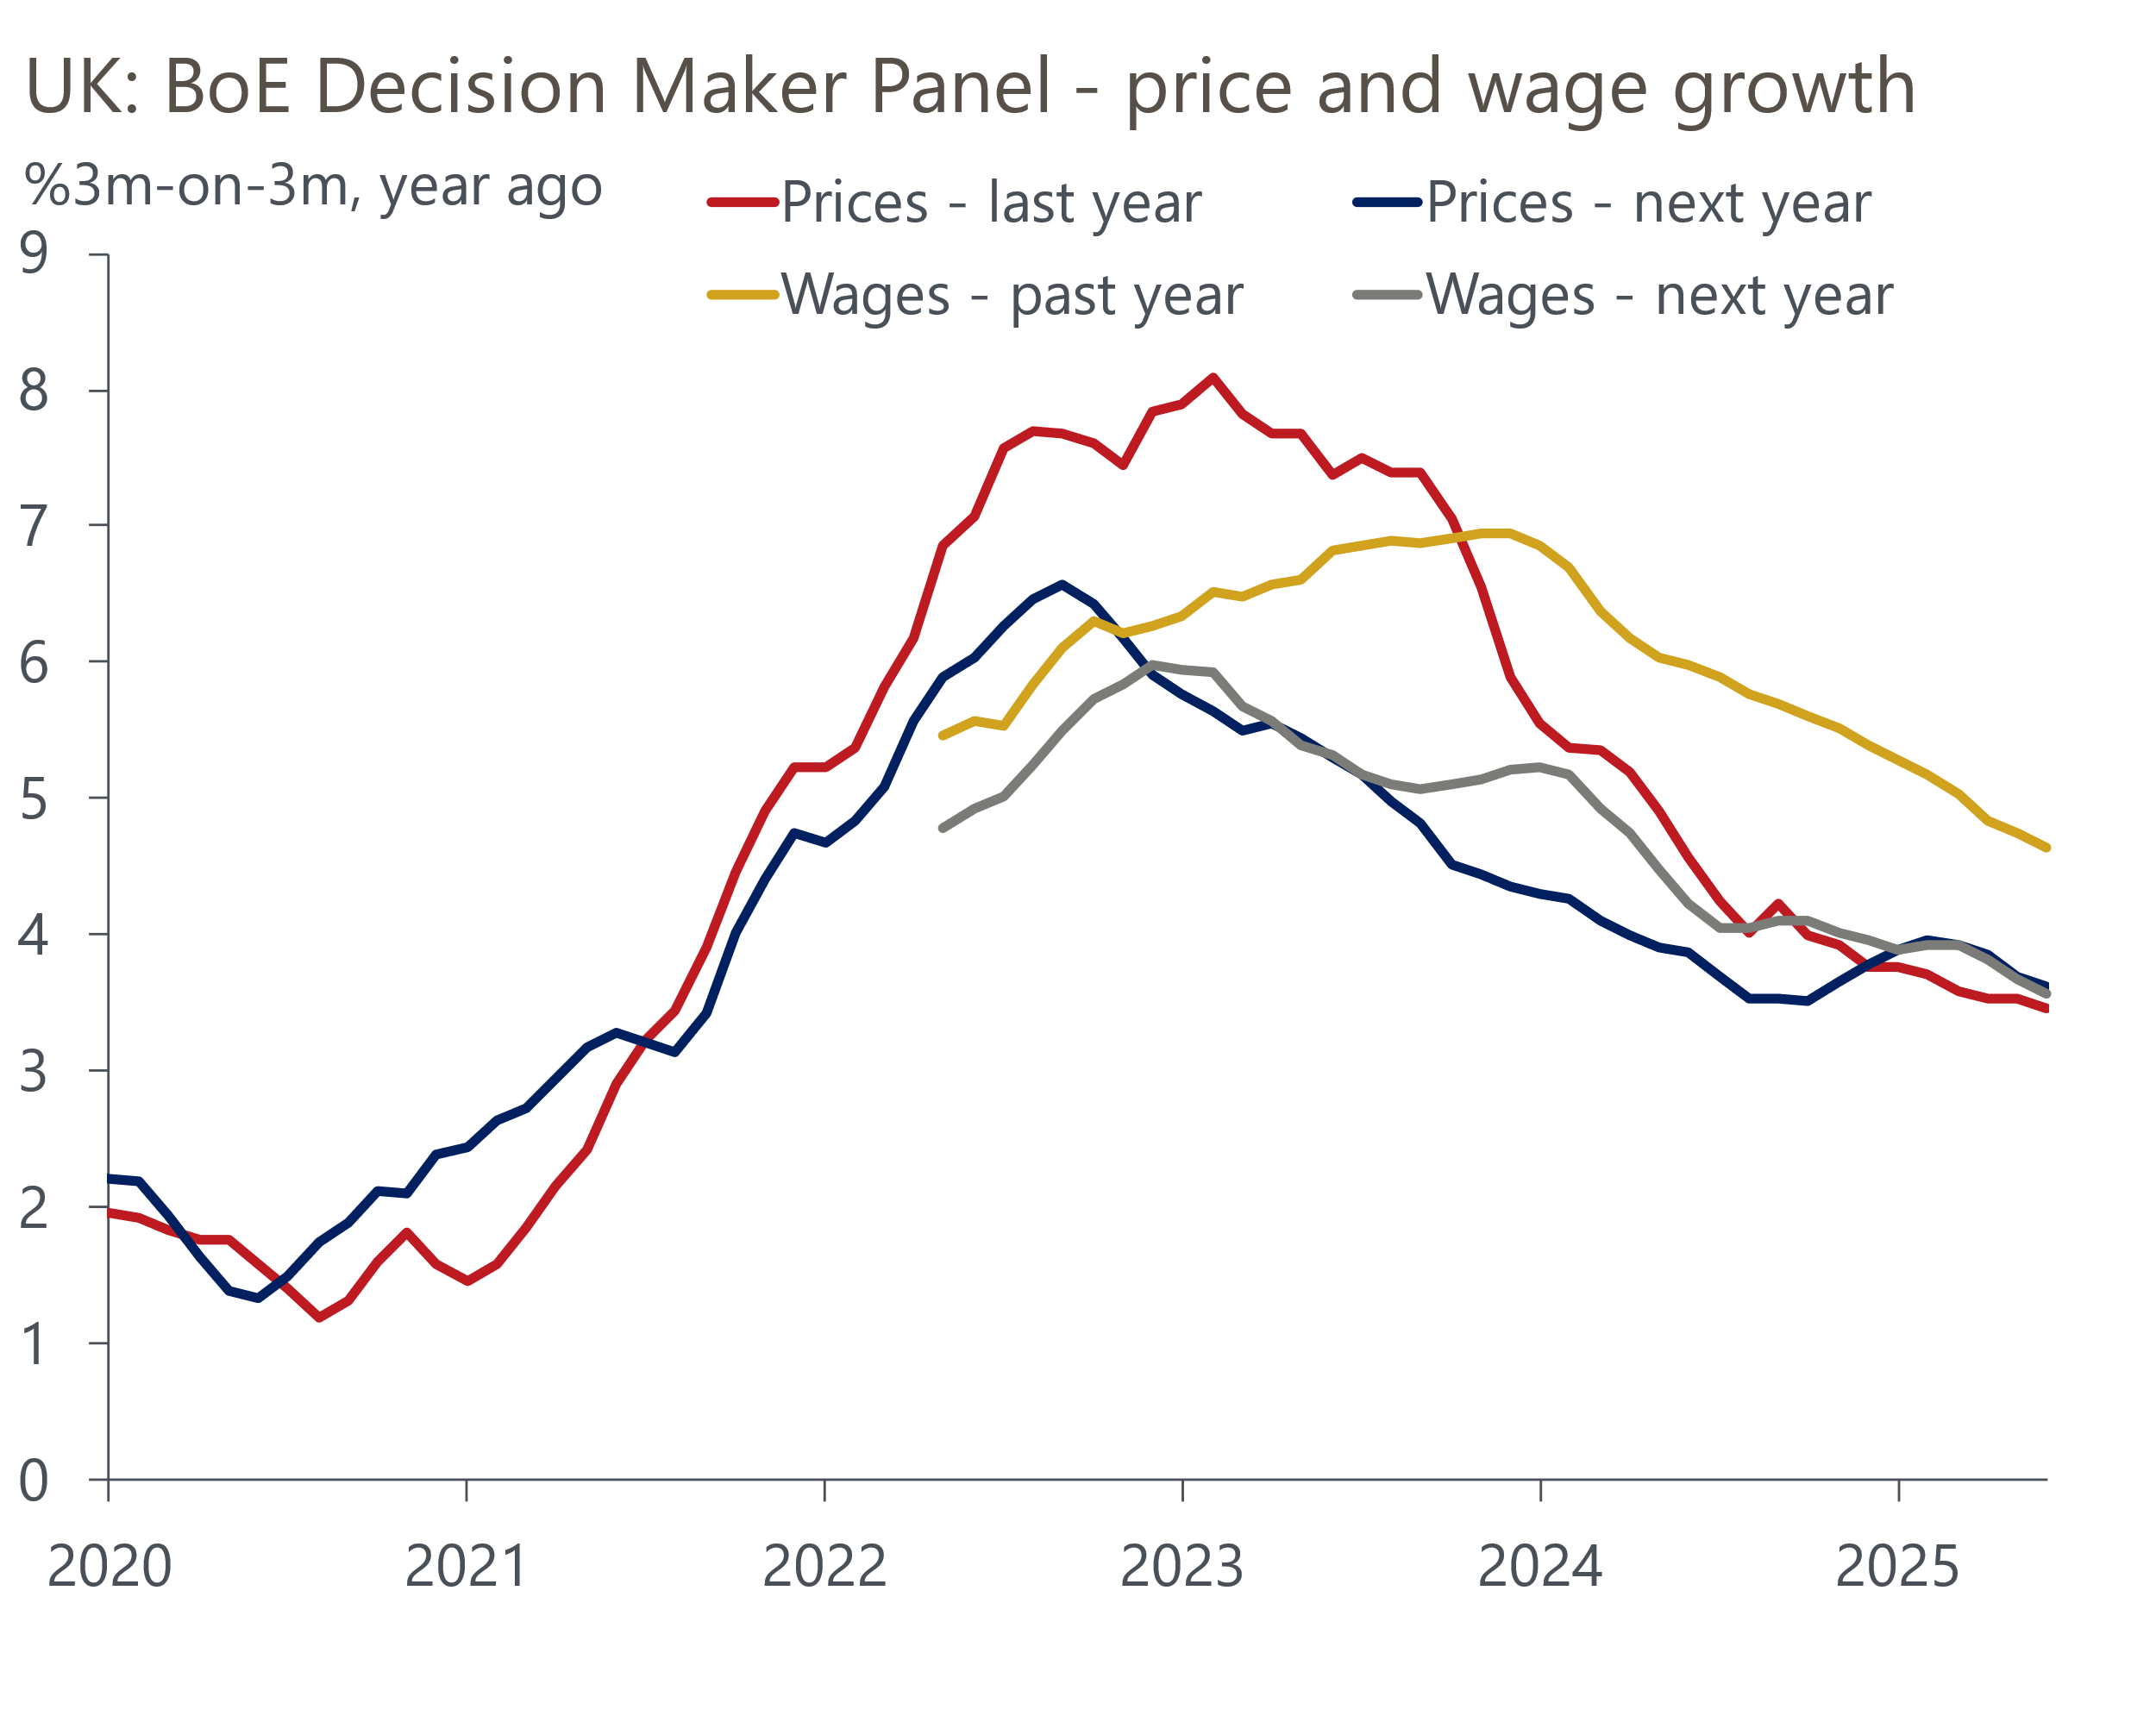 UK: BoE Decision Maker Panel - price and wage growth
%3m-on-3m, year ago
Prices - last year
Prices - next year
Wages - past year
Wages - next year
9
8
7
6
5
4
3
2
1
0
2020 2021 2022 2023 2024 2025